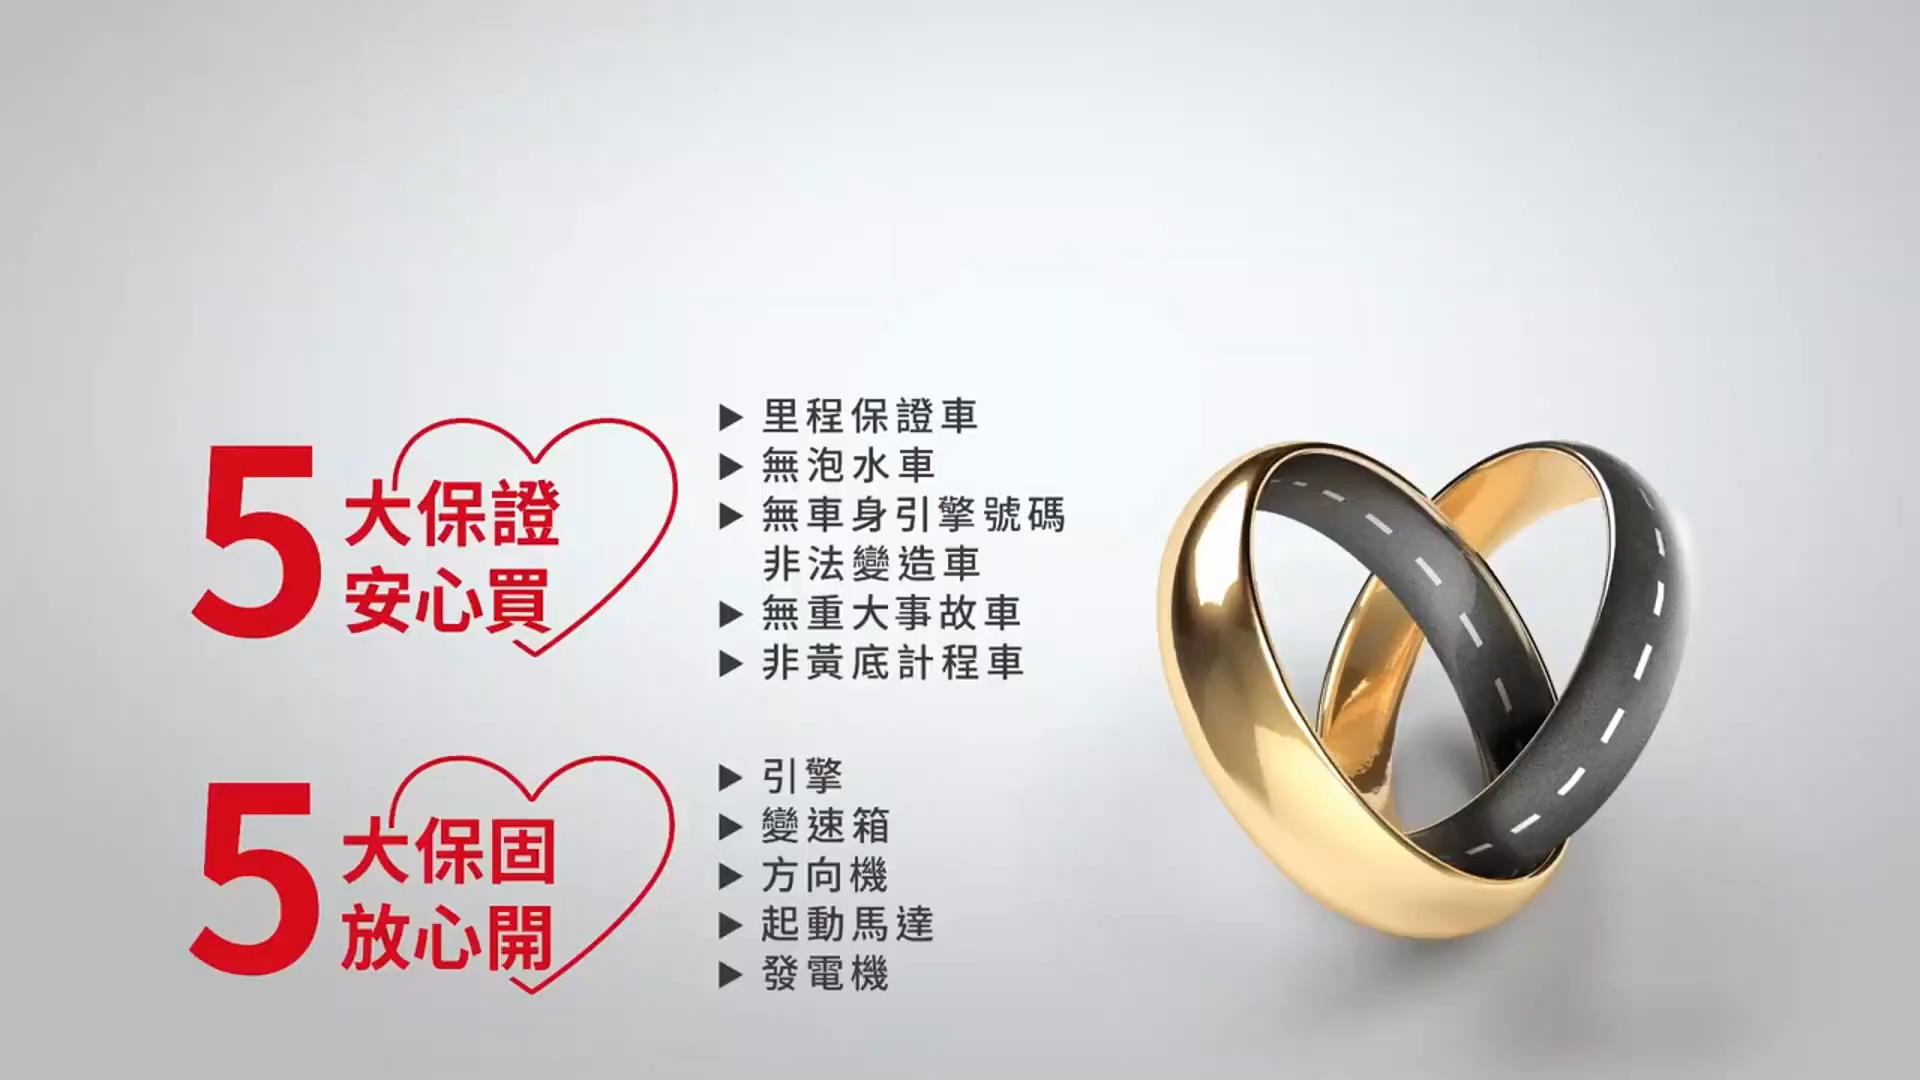 5
大保證
安心買
里程保證車
無泡水車
無車身引擎號碼
非法變造車
無重大事故車
非黃底計程車
5
大保固
放心開
引擎
變速箱
方向機
起動馬達
發電機